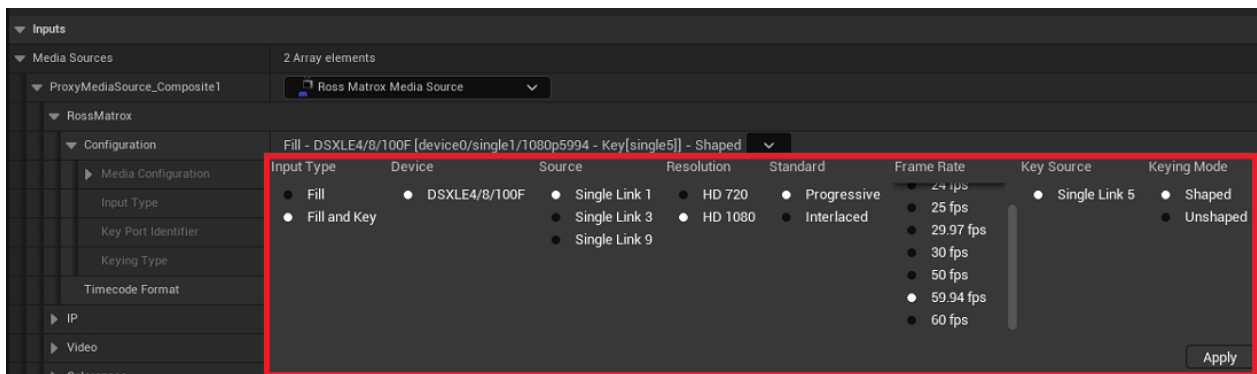 Inputs
Media Sources 2 Array elements
ProxyMediaSource_Composite1 Ross Matrox Media Source
RossMatrox
Configuration Fill - DSXLE4/8/100F [device0/single1/1080p5994 - Key[single5]] - Shaped
Media Configuration
Input Type
Key Port Identifier
Keying Type
Timecode Format
IP
Video
Input Type Device Source Resolution Standard Frame Rate Key Source Keying Mode
Fill
Fill and Key
DSXLE4/8/100F
Single Link 1
Single Link 3
Single Link 9
HD 720
HD 1080
Progressive
Interlaced
24 fps
25 fps
29.97 fps
30 fps
50 fps
59.94 fps
60 fps
Single Link 5
Shaped
Unshaped
Apply